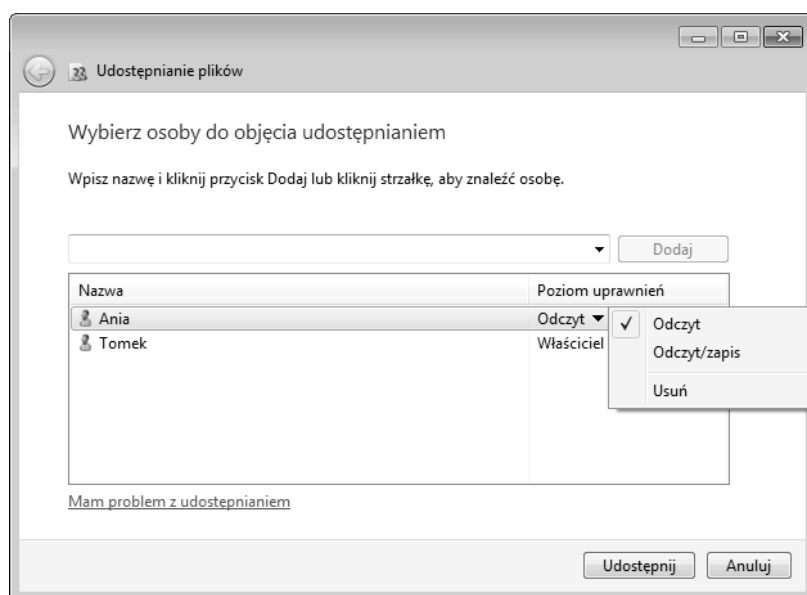 Udostępnianie plików
Wybierz osoby do objęcia udostępnianiem
Wpisz nazwę i kliknij przycisk Dodaj lub kliknij strzałkę, aby znaleźć osobę.
Dodaj
Nazwa Poziom uprawnień
Ania Odczyt ✓ Odczyt
Tomek Właściciel Odczyt/zapis
Usuń
Mam problem z udostępnianiem
Udostępnij Anuluj